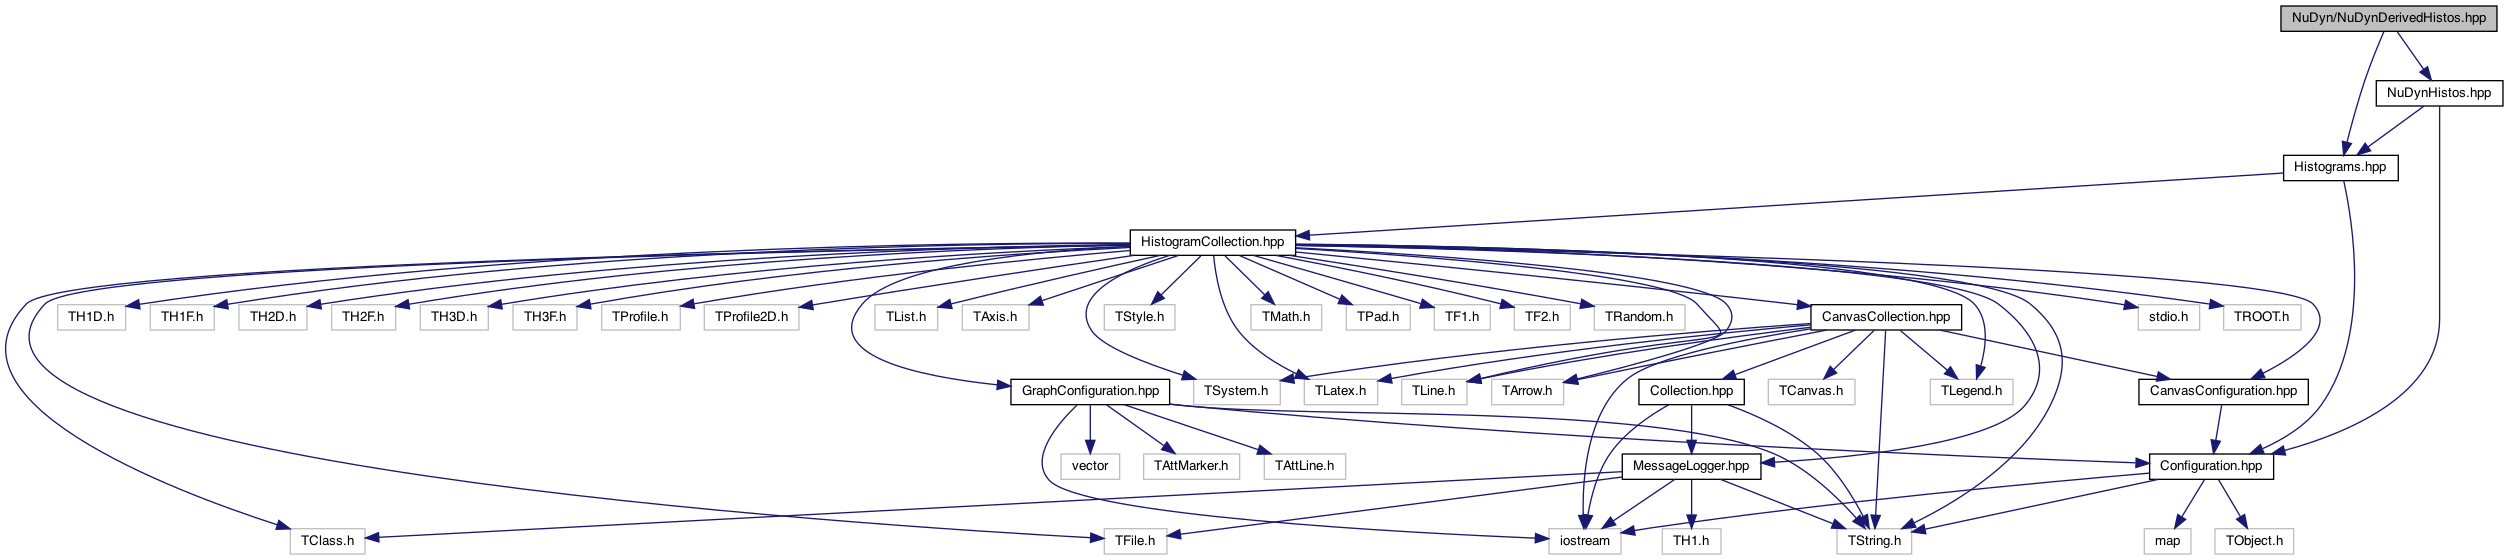 NuDyn/NuDynDerivedHistos.hpp
NuDynHistos.hpp
Histograms.hpp
HistogramCollection.hpp
TH1D.h
TH1F.h
TH2D.h
TH2F.h
TH3D.h
TH3F.h
TProfile.h
TProfile2D.h
TList.h
TAxis.h
TStyle.h
TMath.h
TPad.h
TF1.h
TF2.h
TRandom.h
CanvasCollection.hpp
stdio.h
TROOT.h
GraphConfiguration.hpp
TSystem.h
TLatex.h
TLine.h
TArrow.h
Collection.hpp
TCanvas.h
TLegend.h
CanvasConfiguration.hpp
vector
TAttMarker.h
TAttLine.h
MessageLogger.hpp
Configuration.hpp
TClass.h
TFile.h
iostream
TH1.h
TString.h
map
TObject.h